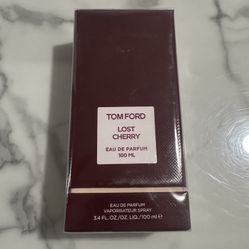 TOM FORD
LOST
CHERRY
EAU DE PARFUM
100 ML
EAU DE PARFUM
VAPORISATEUR SPRAY
3.4 FL. OZ./OZ. LIQ./100 ml ℮